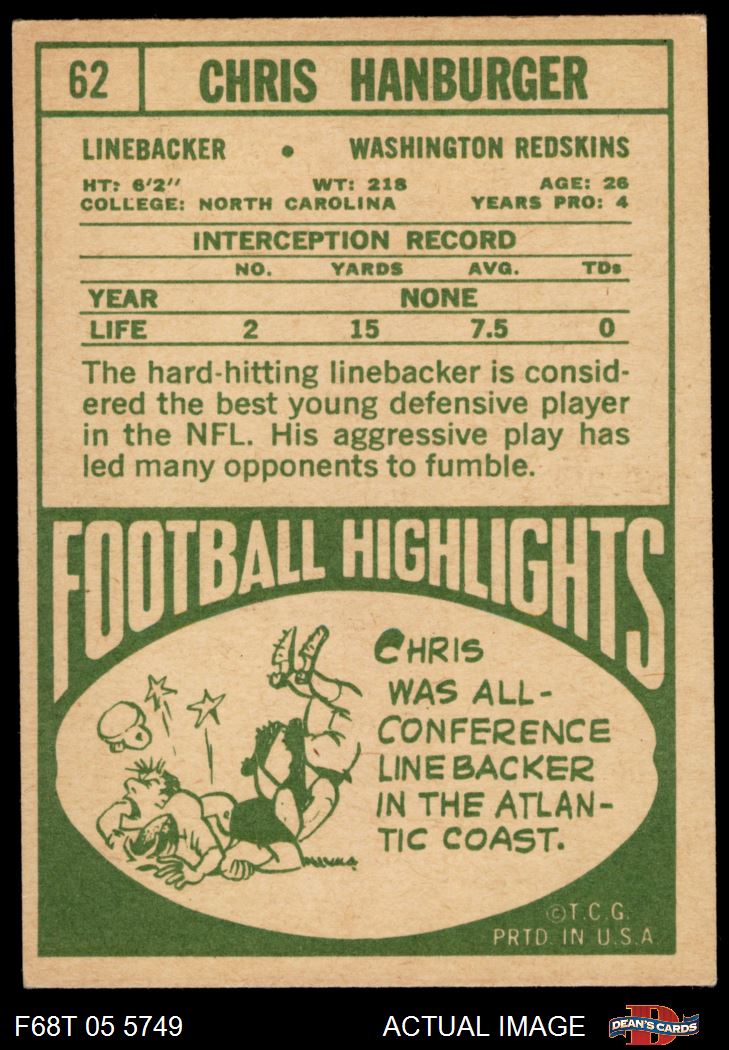 62 CHRIS HANBURGER
LINEBACKER • WASHINGTON REDSKINS
HT: 6'2" WT: 218 AGE: 26
COLLEGE: NORTH CAROLINA YEARS PRO: 4
INTERCEPTION RECORD
NO. YARDS AVG. TDs
YEAR NONE
LIFE 2 15 7.5 0
The hard-hitting linebacker is consid-
ered the best young defensive player
in the NFL. His aggressive play has
led many opponents to fumble.
FOOTBALL HIGHLIGHTS
CHRIS
WAS ALL-
CONFERENCE
LINEBACKER
IN THE ATLAN-
TIC COAST.
©T.C.G.
PRTD. IN U.S.A.
F68T 05 5749 ACTUAL IMAGE D DEAN'S CARDS